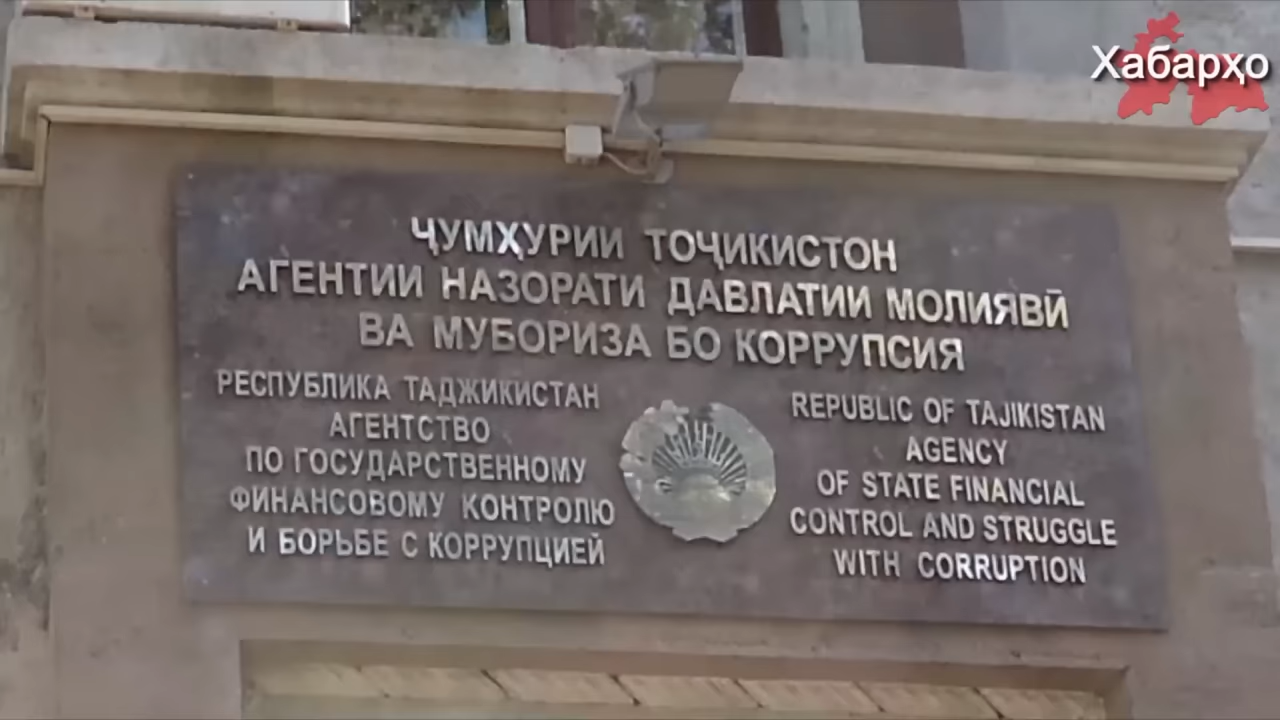 Хабарҳо
ҶУМҲУРИИ ТОҶИКИСТОН
АГЕНТИИ НАЗОРАТИ ДАВЛАТИИ МОЛИЯВӢ
ВА МУБОРИЗА БО КОРРУПСИЯ
РЕСПУБЛИКА ТАДЖИКИСТАН
АГЕНТСТВО
ПО ГОСУДАРСТВЕННОМУ
ФИНАНСОВОМУ КОНТРОЛЮ
И БОРЬБЕ С КОРРУПЦИЕЙ
REPUBLIC OF TAJIKISTAN
AGENCY
OF STATE FINANCIAL
CONTROL AND STRUGGLE
WITH CORRUPTION